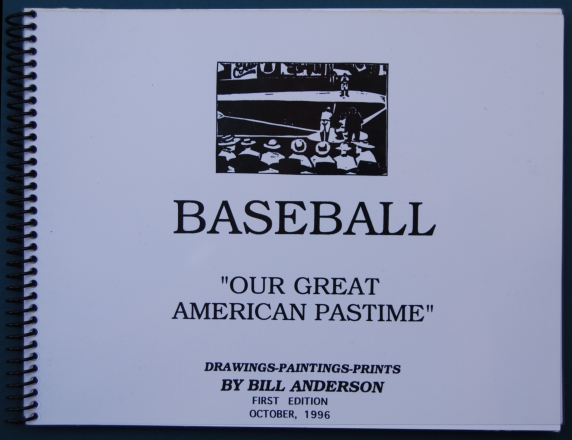 BASEBALL
"OUR GREAT
AMERICAN PASTIME"
DRAWINGS-PAINTINGS-PRINTS
BY BILL ANDERSON
FIRST EDITION
OCTOBER, 1996